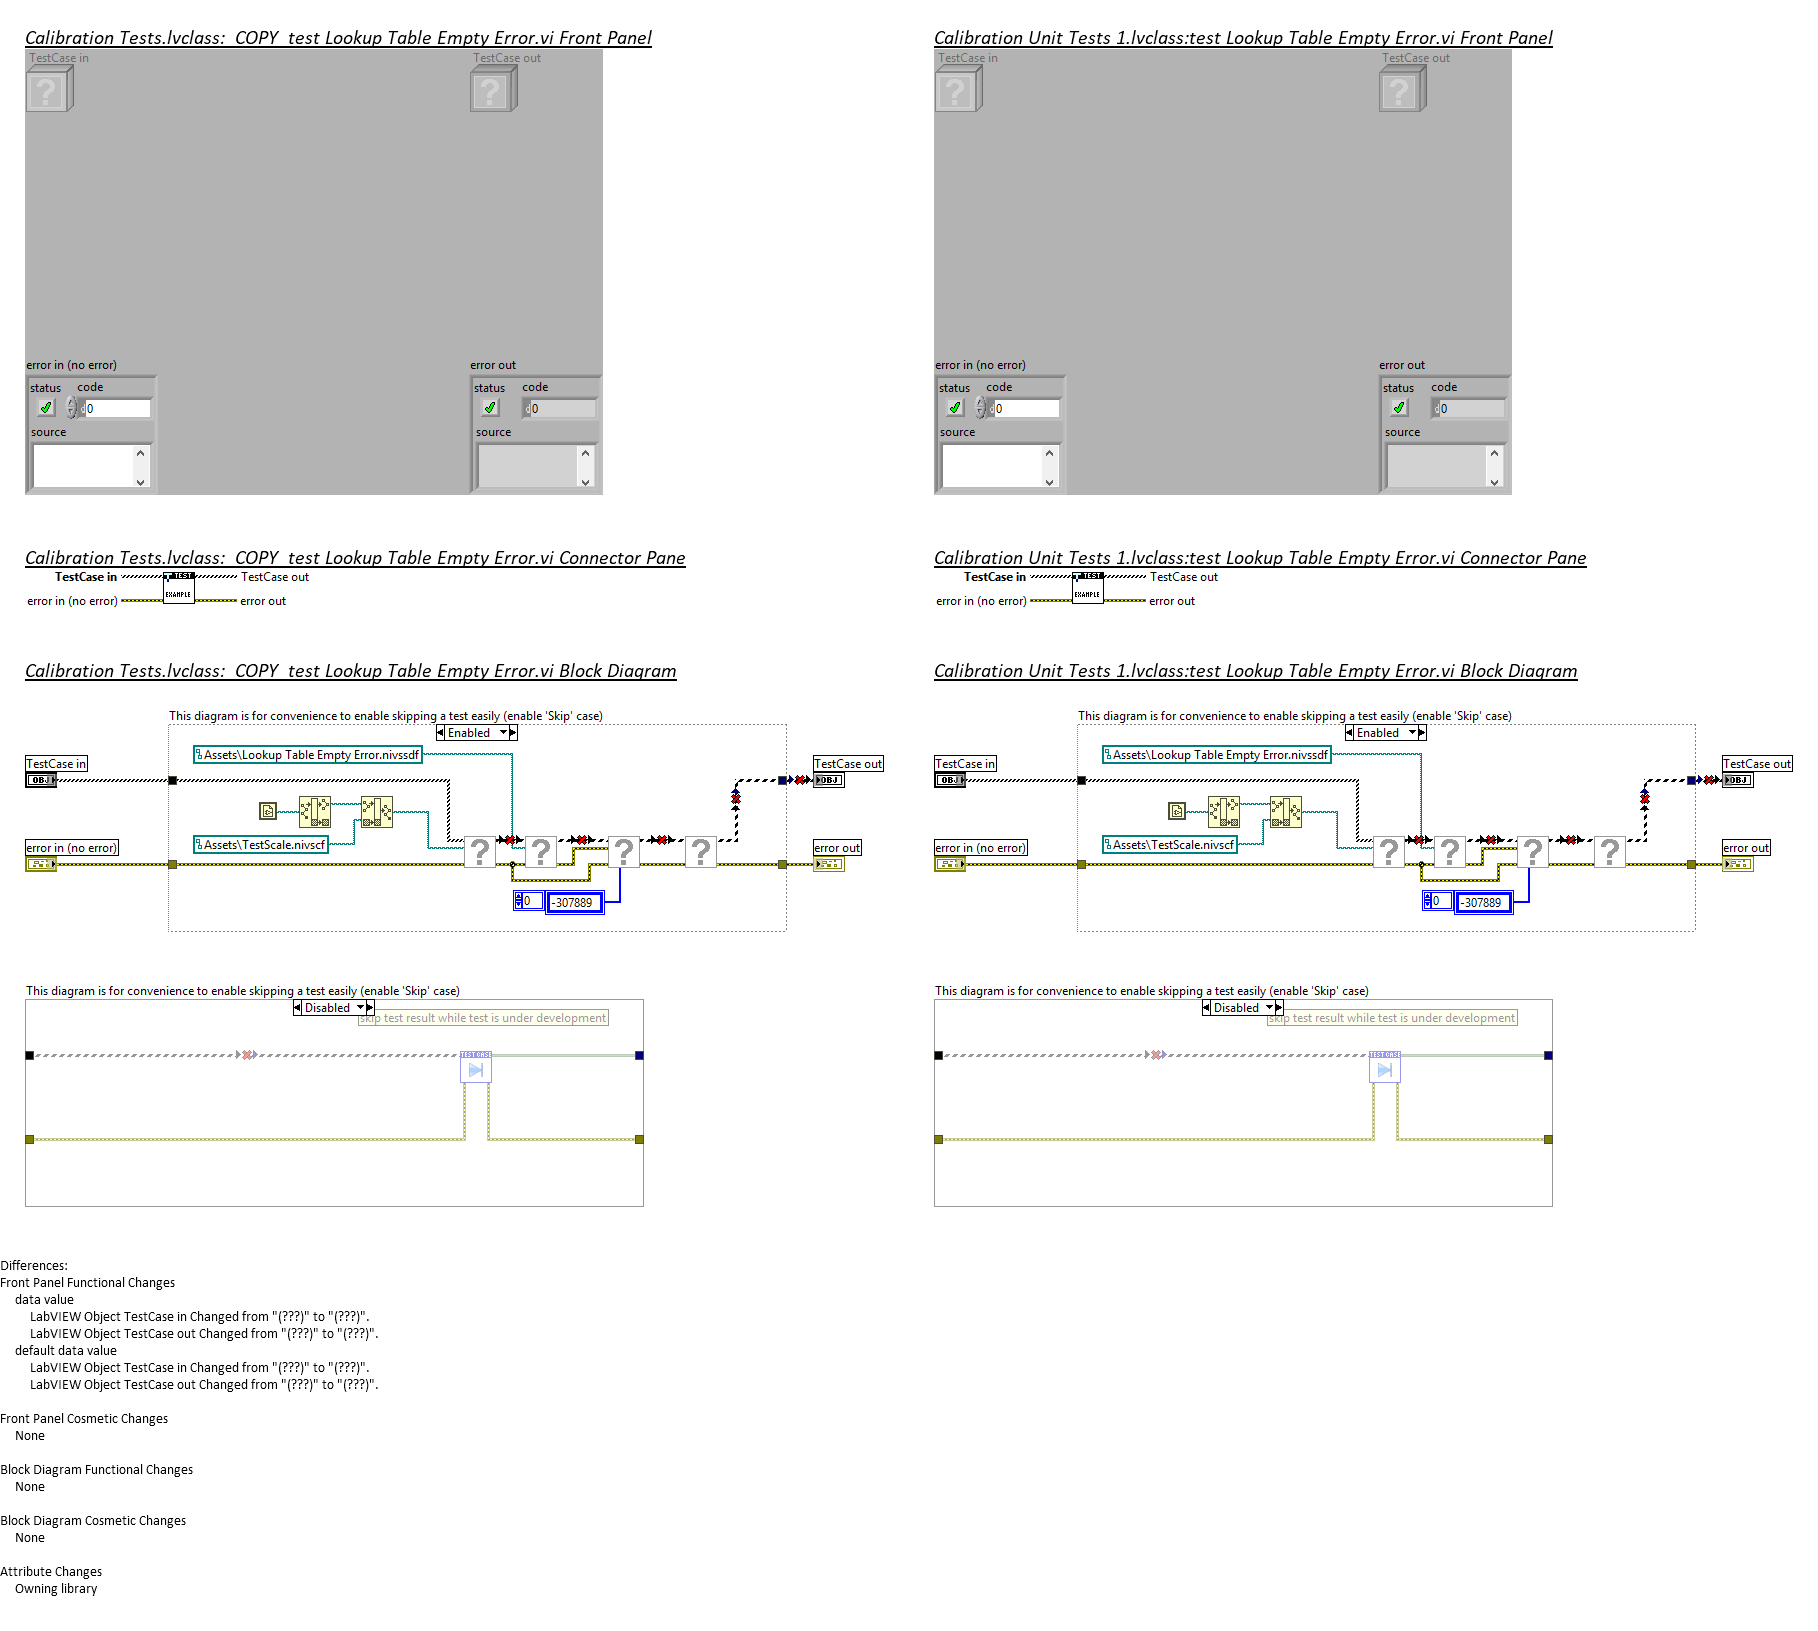 Calibration Tests.lvclass:  COPY  test Lookup Table Empty Error.vi Front Panel
TestCase in
TestCase out
error in (no error)
error out
status code
0
source
status code
0
source
Calibration Tests.lvclass:  COPY  test Lookup Table Empty Error.vi Connector Pane
TestCase in
TestCase out
TEST
EXAMPLE
error in (no error)
error out
Calibration Tests.lvclass:  COPY  test Lookup Table Empty Error.vi Block Diagram
This diagram is for convenience to enable skipping a test easily (enable 'Skip' case)
Enabled
Assets\Lookup Table Empty Error.nivssdf
TestCase in
OBJ
TestCase out
OBJ
Assets\TestScale.nivscf
error in (no error)
error out
? ? ? ?
0
-307889
This diagram is for convenience to enable skipping a test easily (enable 'Skip' case)
Disabled
skip test result while test is under development
TEST CASE
Calibration Unit Tests 1.lvclass:test Lookup Table Empty Error.vi Front Panel
TestCase in
TestCase out
error in (no error)
error out
status code
0
source
status code
0
source
Calibration Unit Tests 1.lvclass:test Lookup Table Empty Error.vi Connector Pane
TestCase in
TestCase out
TEST
EXAMPLE
error in (no error)
error out
Calibration Unit Tests 1.lvclass:test Lookup Table Empty Error.vi Block Diagram
This diagram is for convenience to enable skipping a test easily (enable 'Skip' case)
Enabled
Assets\Lookup Table Empty Error.nivssdf
TestCase in
OBJ
TestCase out
OBJ
Assets\TestScale.nivscf
error in (no error)
error out
? ? ? ?
0
-307889
This diagram is for convenience to enable skipping a test easily (enable 'Skip' case)
Disabled
skip test result while test is under development
TEST CASE
Differences:
Front Panel Functional Changes
data value
LabVIEW Object TestCase in Changed from "(???)" to "(???)".
LabVIEW Object TestCase out Changed from "(???)" to "(???)".
default data value
LabVIEW Object TestCase in Changed from "(???)" to "(???)".
LabVIEW Object TestCase out Changed from "(???)" to "(???)".
Front Panel Cosmetic Changes
None
Block Diagram Functional Changes
None
Block Diagram Cosmetic Changes
None
Attribute Changes
Owning library